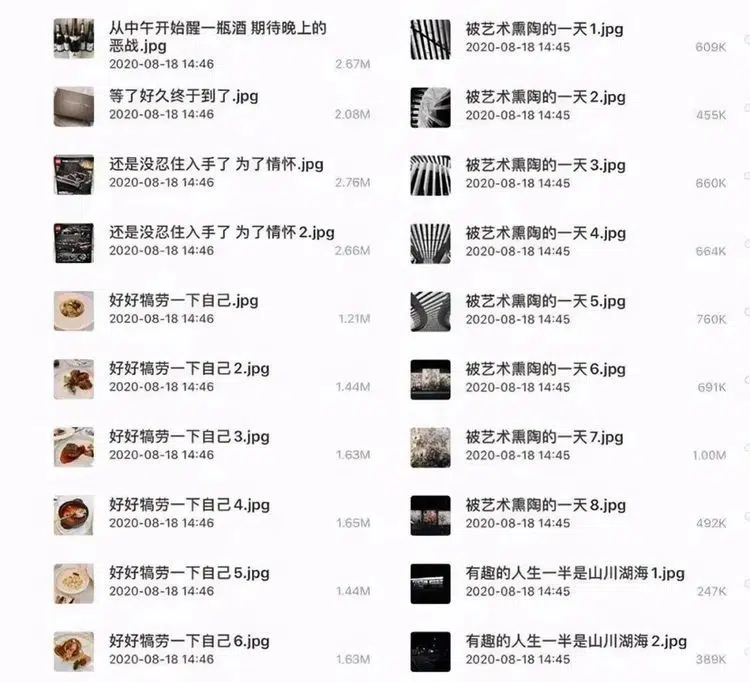 从中午开始醒一瓶酒 期待晚上的
恶战.jpg
2020-08-18 14:46
2.67M
等了好久终于到了.jpg
2020-08-18 14:46
2.08M
还是没忍住入手了 为了情怀.jpg
2020-08-18 14:46
2.76M
还是没忍住入手了 为了情怀2.jpg
2020-08-18 14:46
2.66M
好好犒劳一下自己.jpg
2020-08-18 14:46
1.21M
好好犒劳一下自己2.jpg
2020-08-18 14:46
1.44M
好好犒劳一下自己3.jpg
2020-08-18 14:46
1.63M
好好犒劳一下自己4.jpg
2020-08-18 14:46
1.65M
好好犒劳一下自己5.jpg
2020-08-18 14:46
1.44M
好好犒劳一下自己6.jpg
2020-08-18 14:46
1.63M
被艺术熏陶的一天1.jpg
2020-08-18 14:45
609K
被艺术熏陶的一天2.jpg
2020-08-18 14:45
455K
被艺术熏陶的一天3.jpg
2020-08-18 14:45
660K
被艺术熏陶的一天4.jpg
2020-08-18 14:45
664K
被艺术熏陶的一天5.jpg
2020-08-18 14:45
760K
被艺术熏陶的一天6.jpg
2020-08-18 14:45
691K
被艺术熏陶的一天7.jpg
2020-08-18 14:45
1.00M
被艺术熏陶的一天8.jpg
2020-08-18 14:45
492K
有趣的人生一半是山川湖海1.jpg
2020-08-18 14:45
247K
有趣的人生一半是山川湖海2.jpg
2020-08-18 14:45
389K